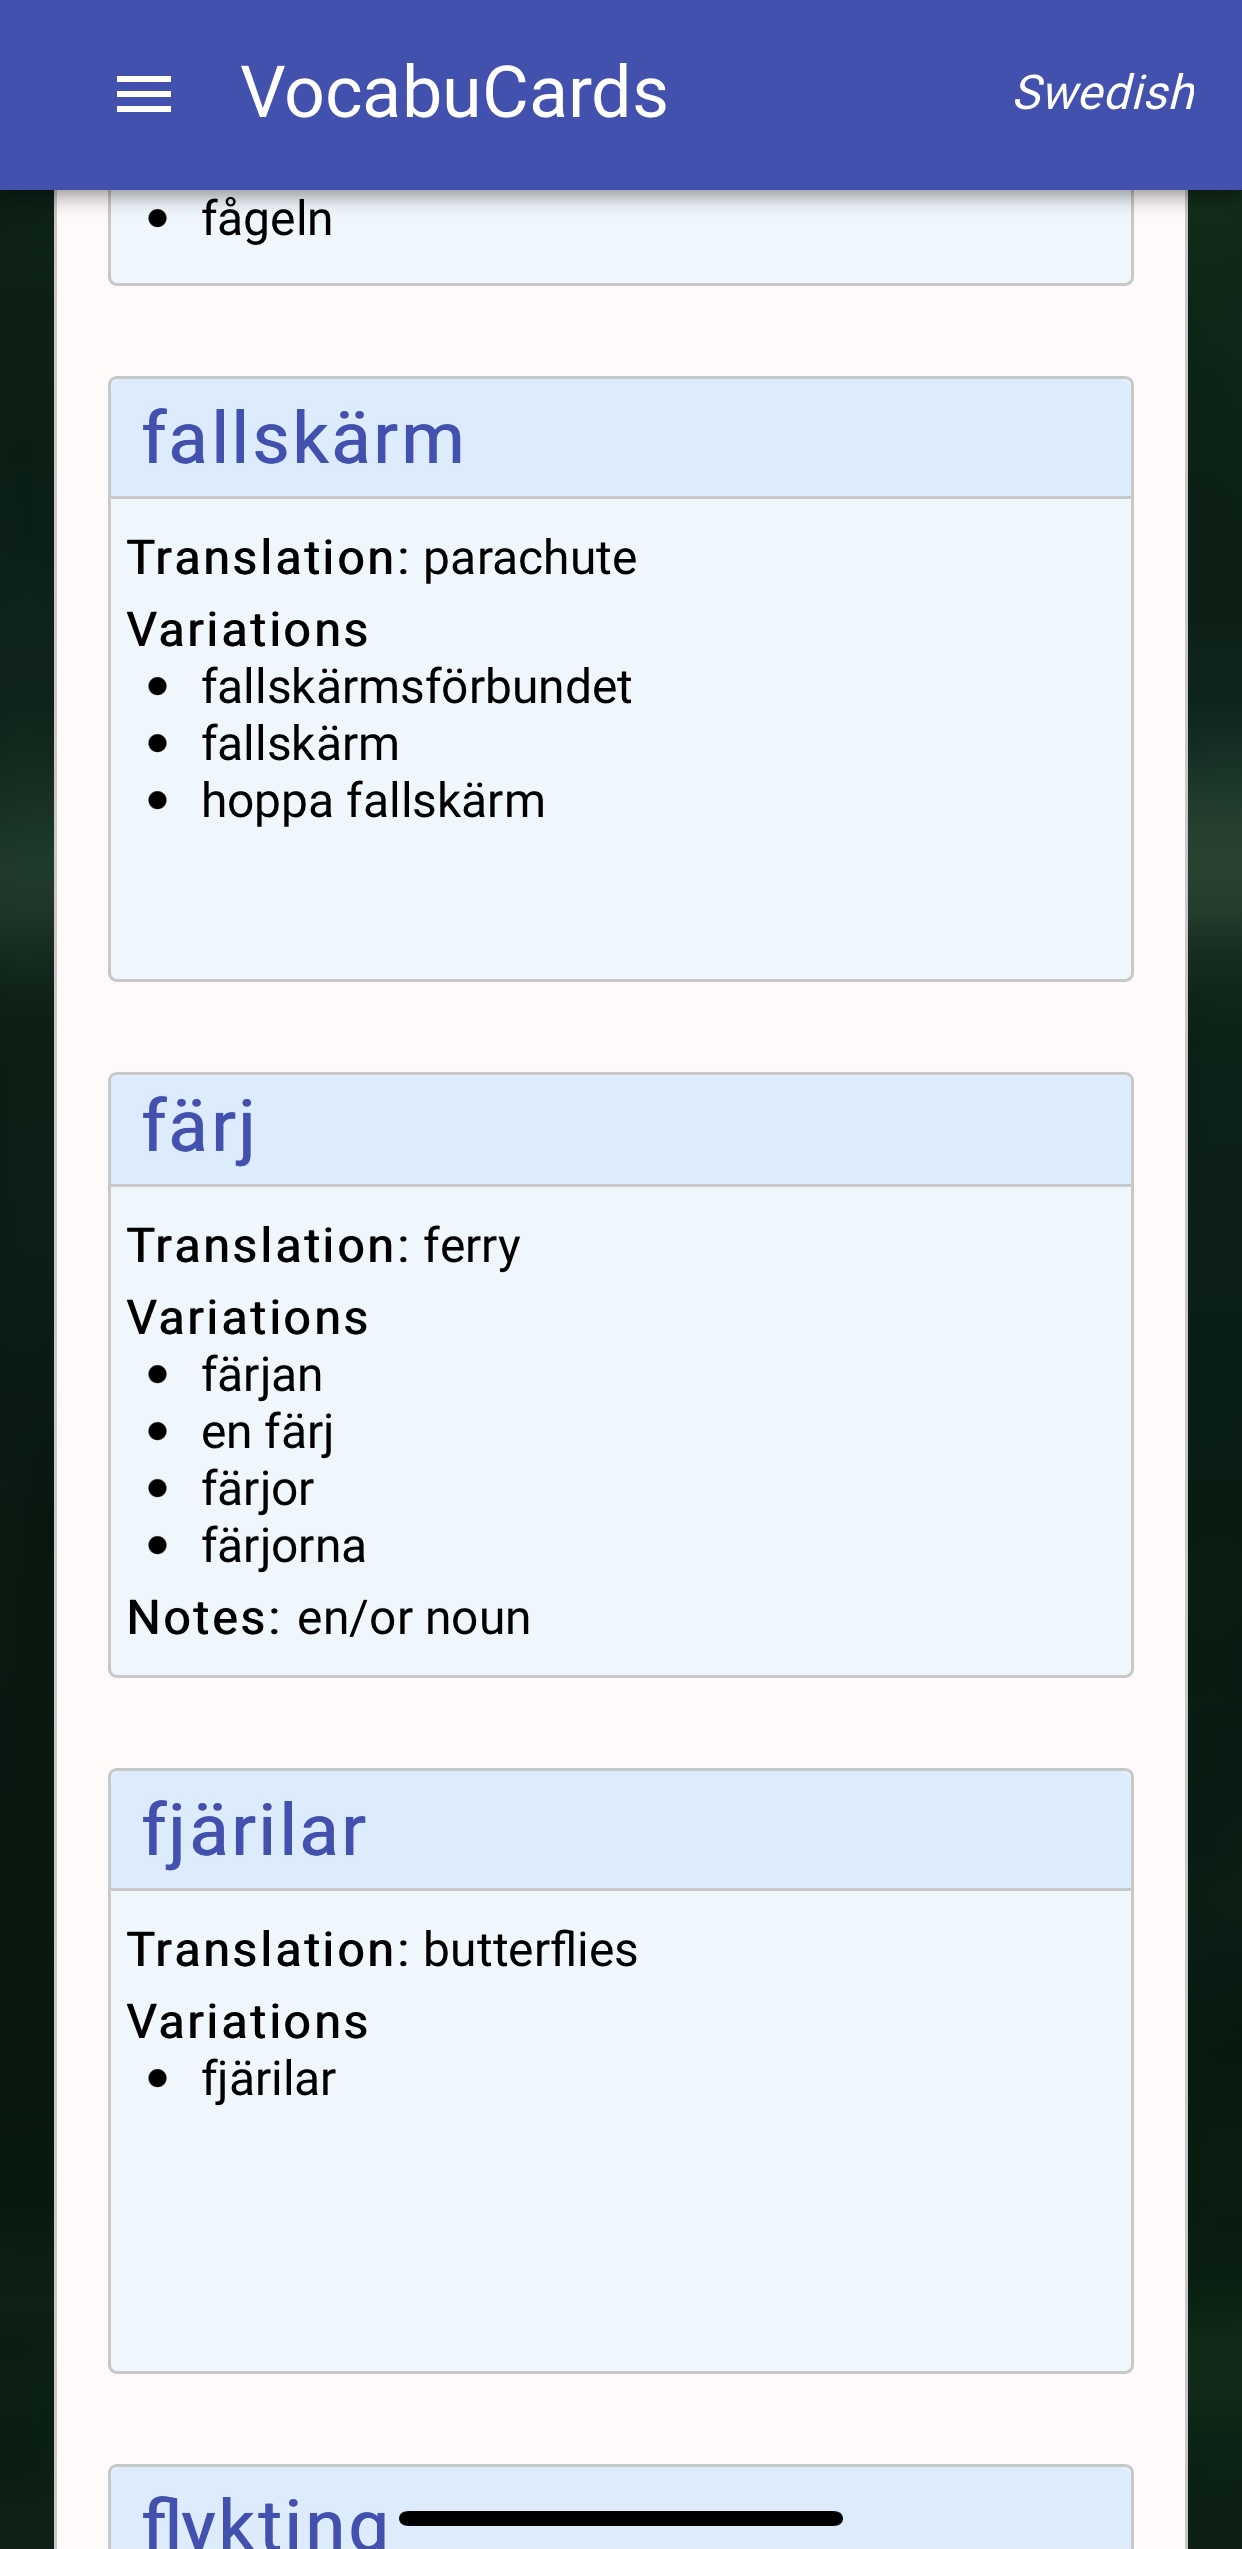 VocabuCards
Swedish
fågeln
fallskärm
Translation: parachute
Variations
fallskärmsförbundet
fallskärm
hoppa fallskärm
färj
Translation: ferry
Variations
färjan
en färj
färjor
färjorna
Notes: en/or noun
fjärilar
Translation: butterflies
Variations
fjärilar
flykting